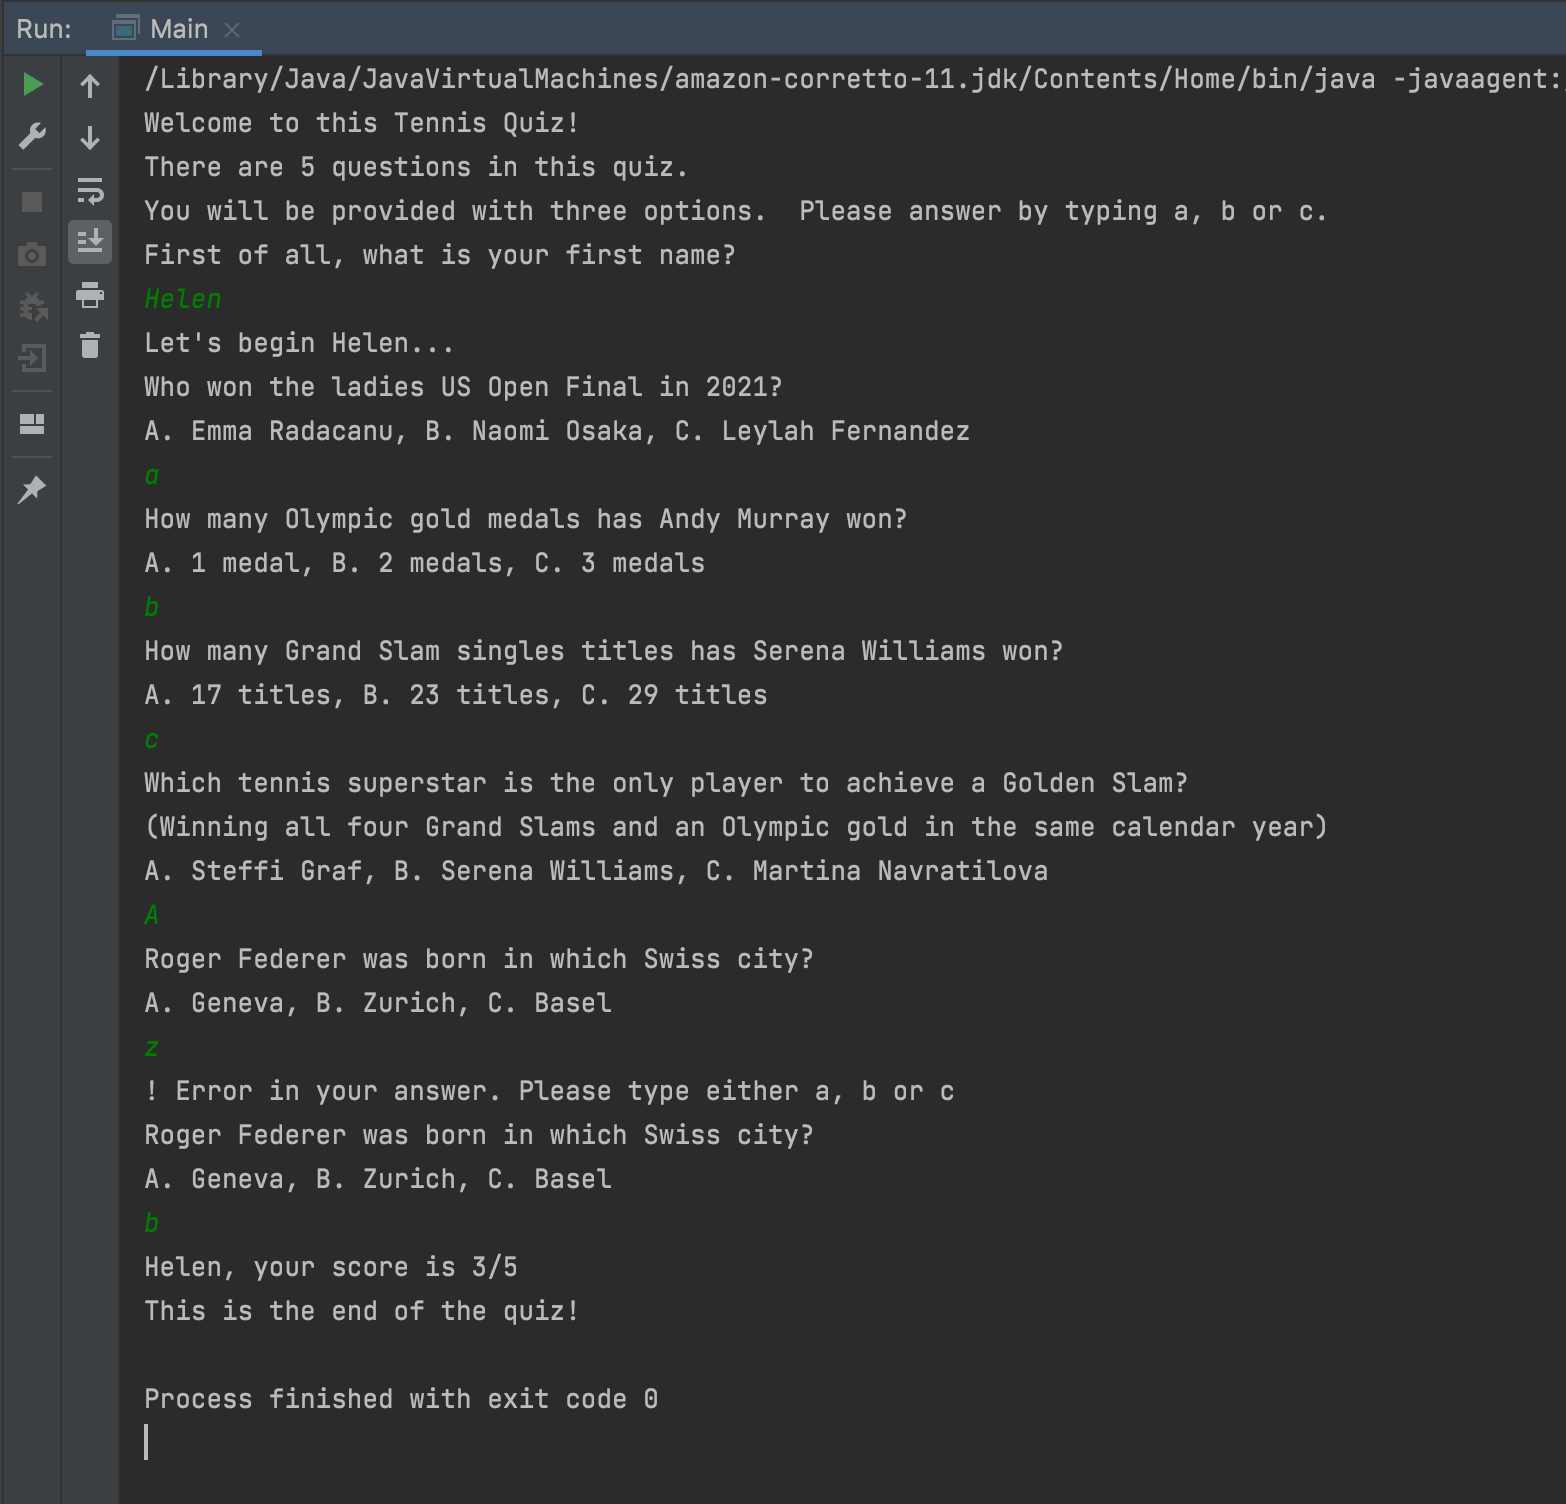 Run: Main
/Library/Java/JavaVirtualMachines/amazon-corretto-11.jdk/Contents/Home/bin/java -javaagent:
Welcome to this Tennis Quiz!
There are 5 questions in this quiz.
You will be provided with three options.  Please answer by typing a, b or c.
First of all, what is your first name?
Helen
Let's begin Helen...
Who won the ladies US Open Final in 2021?
A. Emma Radacanu, B. Naomi Osaka, C. Leylah Fernandez
a
How many Olympic gold medals has Andy Murray won?
A. 1 medal, B. 2 medals, C. 3 medals
b
How many Grand Slam singles titles has Serena Williams won?
A. 17 titles, B. 23 titles, C. 29 titles
c
Which tennis superstar is the only player to achieve a Golden Slam?
(Winning all four Grand Slams and an Olympic gold in the same calendar year)
A. Steffi Graf, B. Serena Williams, C. Martina Navratilova
A
Roger Federer was born in which Swiss city?
A. Geneva, B. Zurich, C. Basel
z
! Error in your answer. Please type either a, b or c
Roger Federer was born in which Swiss city?
A. Geneva, B. Zurich, C. Basel
b
Helen, your score is 3/5
This is the end of the quiz!
Process finished with exit code 0